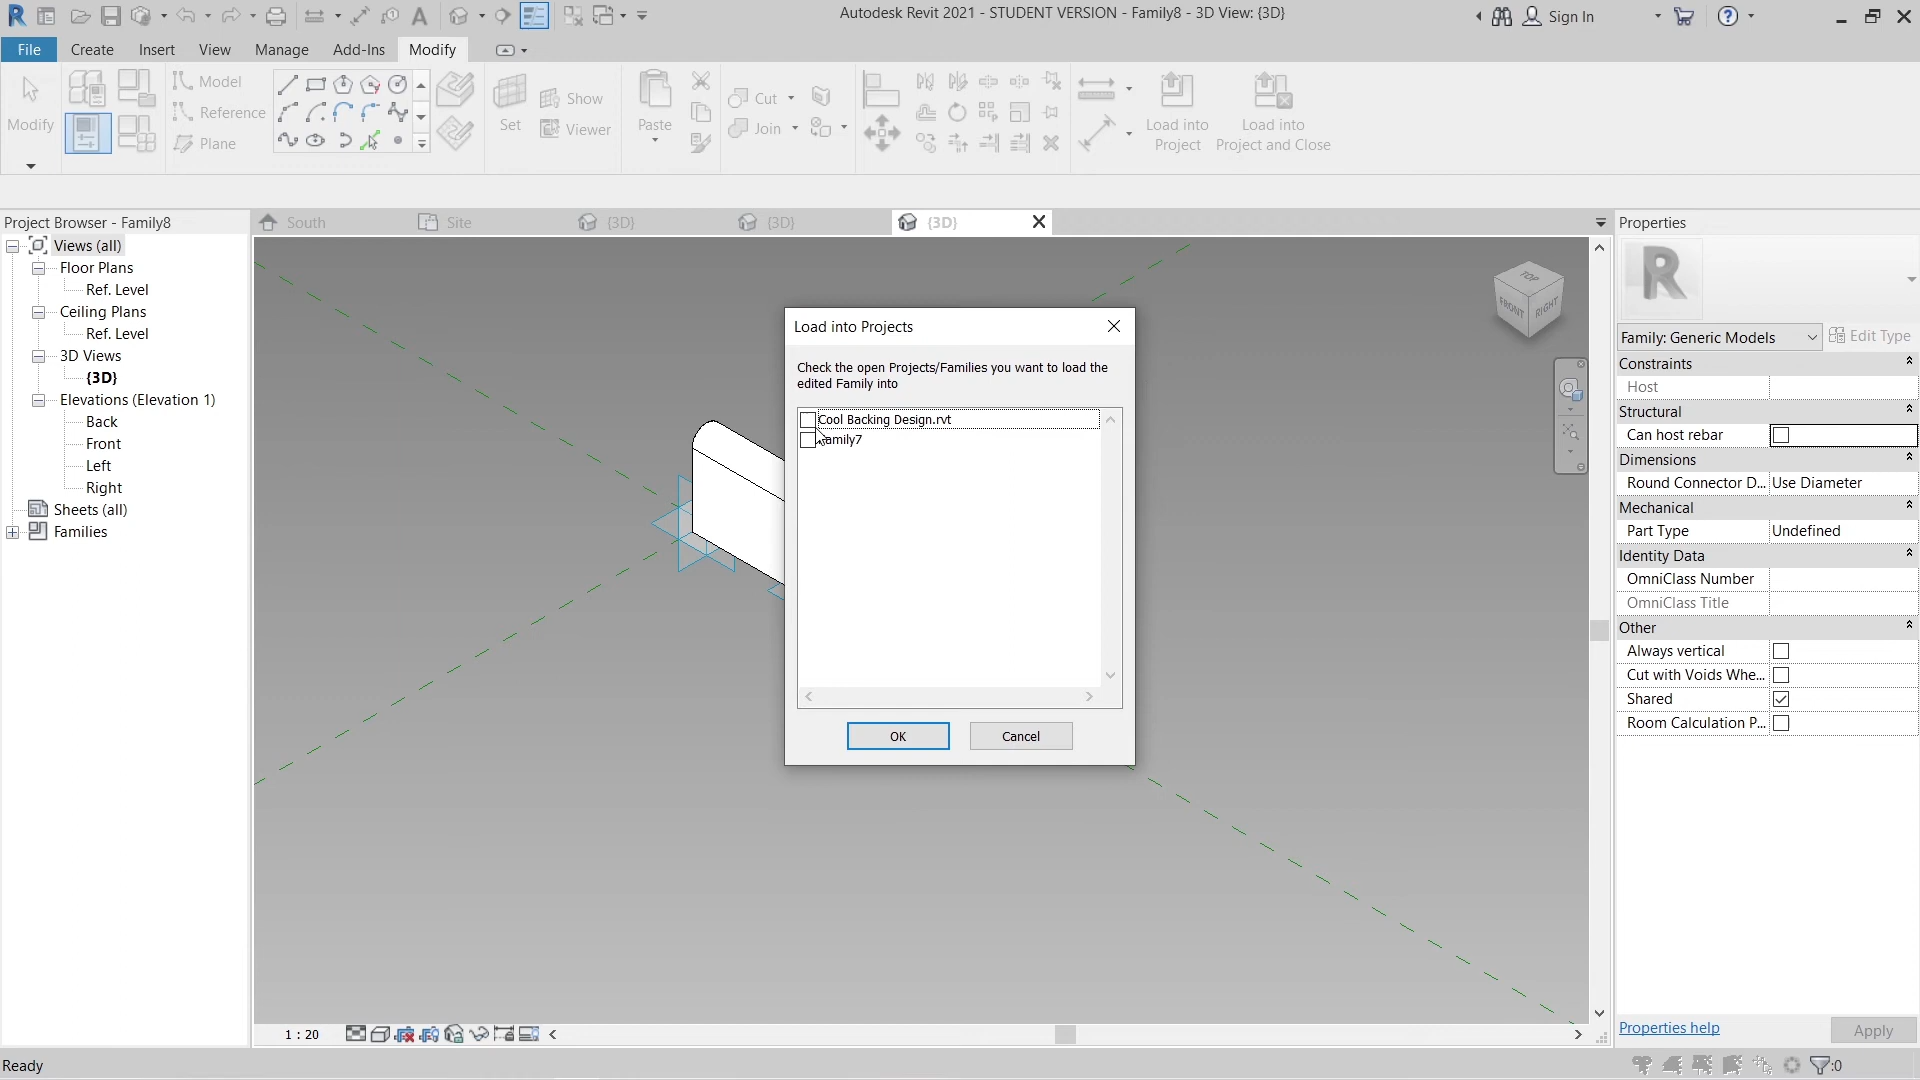 Autodesk Revit 2021 - STUDENT VERSION - Family8 - 3D View: {3D}
Sign In
File Create Insert View Manage Add-Ins Modify
Modify
Model
Reference
Plane
Set
Show
Viewer
Paste
Cut
Join
Load into
Project
Load into
Project and Close
Project Browser - Family8
South Site {3D} {3D} {3D}
Properties
Views (all)
Floor Plans
Ref. Level
Ceiling Plans
Ref. Level
3D Views
{3D}
Elevations (Elevation 1)
Back
Front
Left
Right
Sheets (all)
Families
TOP
FRONT RIGHT
Load into Projects
Check the open Projects/Families you want to load the
edited Family into
Cool Backing Design.rvt
Family7
OK Cancel
Family: Generic Models Edit Type
Constraints
Host
Structural
Can host rebar
Dimensions
Round Connector D... Use Diameter
Mechanical
Part Type Undefined
Identity Data
OmniClass Number
OmniClass Title
Other
Always vertical
Cut with Voids Whe...
Shared
Room Calculation P...
Properties help Apply
1 : 20
Ready
:0